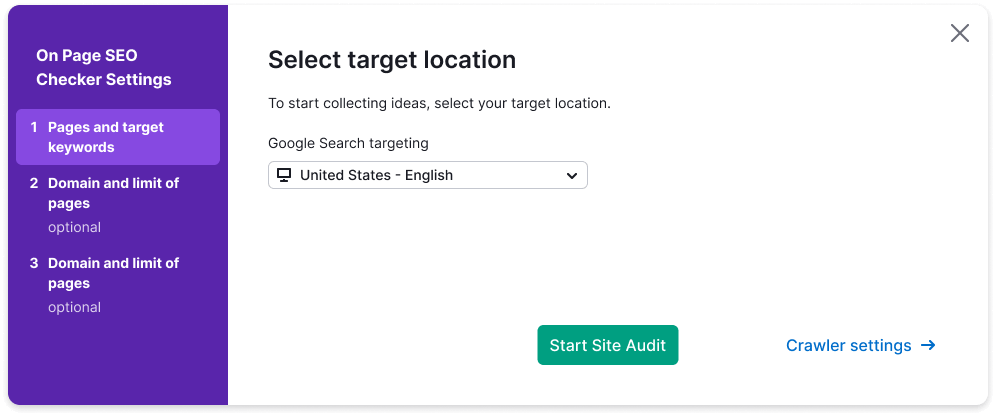 On Page SEO
Checker Settings
1 Pages and target
keywords
2 Domain and limit of
pages
optional
3 Domain and limit of
pages
optional
Select target location
To start collecting ideas, select your target location.
Google Search targeting
United States - English
Start Site Audit
Crawler settings →